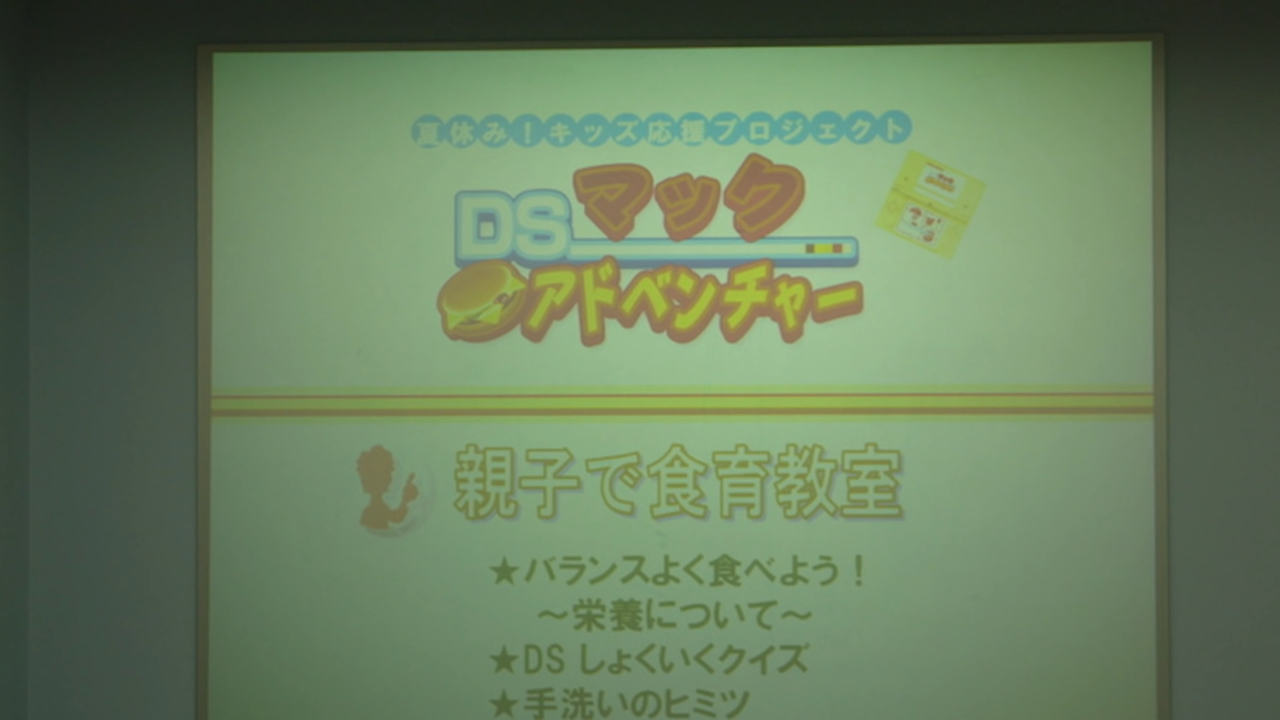 夏休み！キッズ応援プロジェクト
DSマック
アドベンチャー
親子で食育教室
★バランスよく食べよう！
～栄養について～
★DS しょくいくクイズ
★手洗いのヒミツ